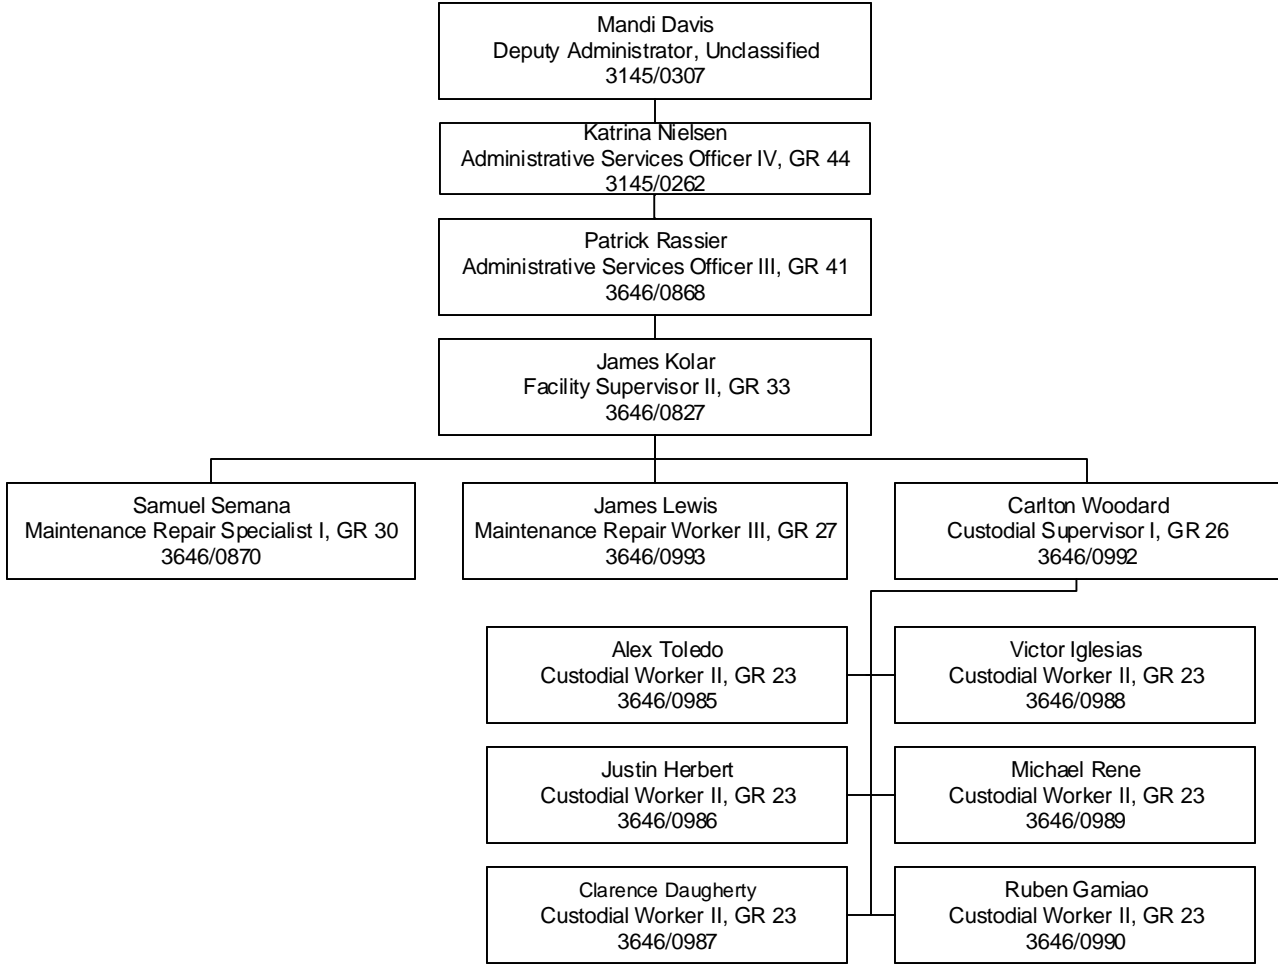 Mandi Davis
Deputy Administrator, Unclassified
3145/0307
Katrina Nielsen
Administrative Services Officer IV, GR 44
3145/0262
Patrick Rassier
Administrative Services Officer III, GR 41
3646/0868
James Kolar
Facility Supervisor II, GR 33
3646/0827
Samuel Semana
Maintenance Repair Specialist I, GR 30
3646/0870
James Lewis
Maintenance Repair Worker III, GR 27
3646/0993
Carlton Woodard
Custodial Supervisor I, GR 26
3646/0992
Alex Toledo
Custodial Worker II, GR 23
3646/0985
Victor Iglesias
Custodial Worker II, GR 23
3646/0988
Justin Herbert
Custodial Worker II, GR 23
3646/0986
Michael Rene
Custodial Worker II, GR 23
3646/0989
Clarence Daugherty
Custodial Worker II, GR 23
3646/0987
Ruben Gamiao
Custodial Worker II, GR 23
3646/0990